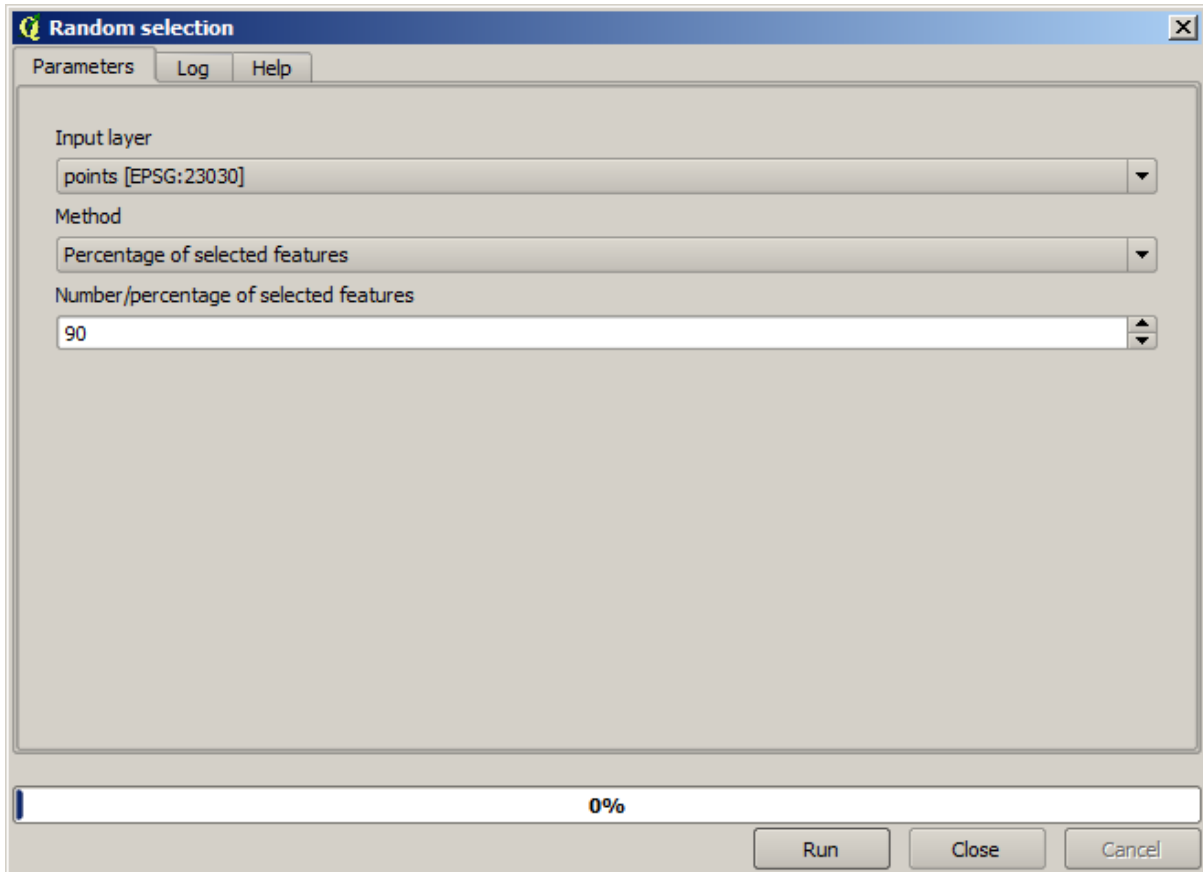 Random selection
Parameters Log Help
Input layer
points [EPSG:23030]
Method
Percentage of selected features
Number/percentage of selected features
90
0%
Run Close Cancel